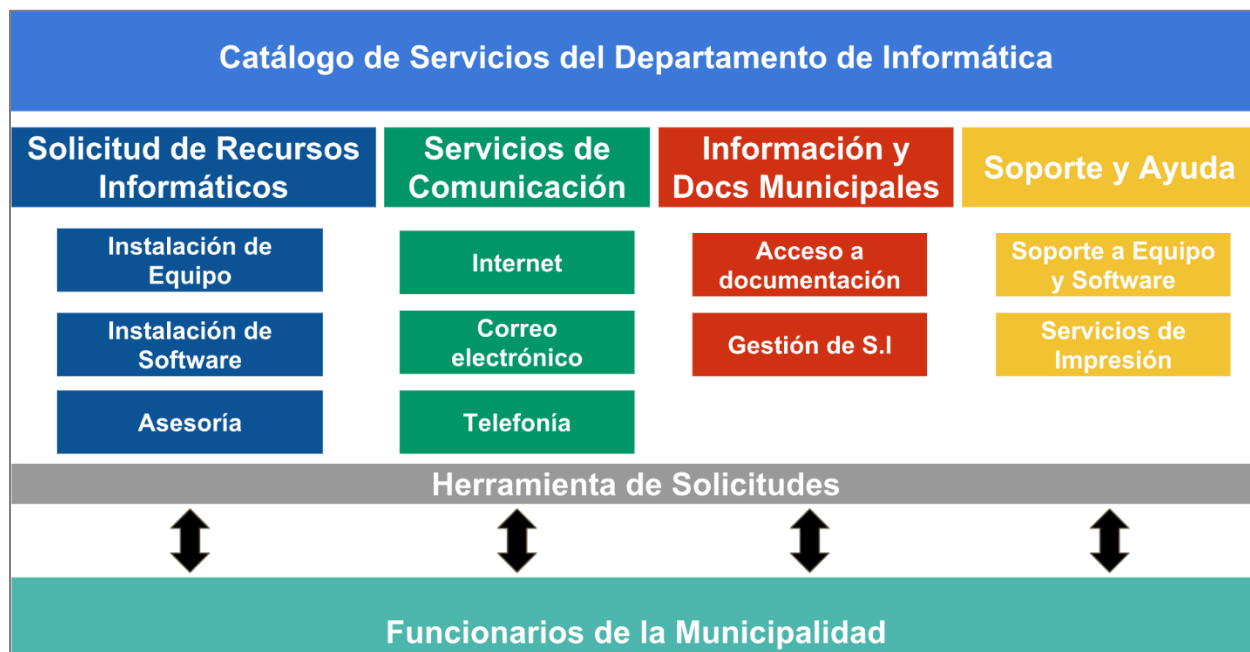 Catálogo de Servicios del Departamento de Informática
Solicitud de Recursos
Informáticos
Servicios de
Comunicación
Información y
Docs Municipales
Soporte y Ayuda
Instalación de
Equipo
Instalación de
Software
Asesoría
Internet
Correo
electrónico
Telefonía
Acceso a
documentación
Gestión de S.I
Soporte a Equipo
y Software
Servicios de
Impresión
Herramienta de Solicitudes
Funcionarios de la Municipalidad